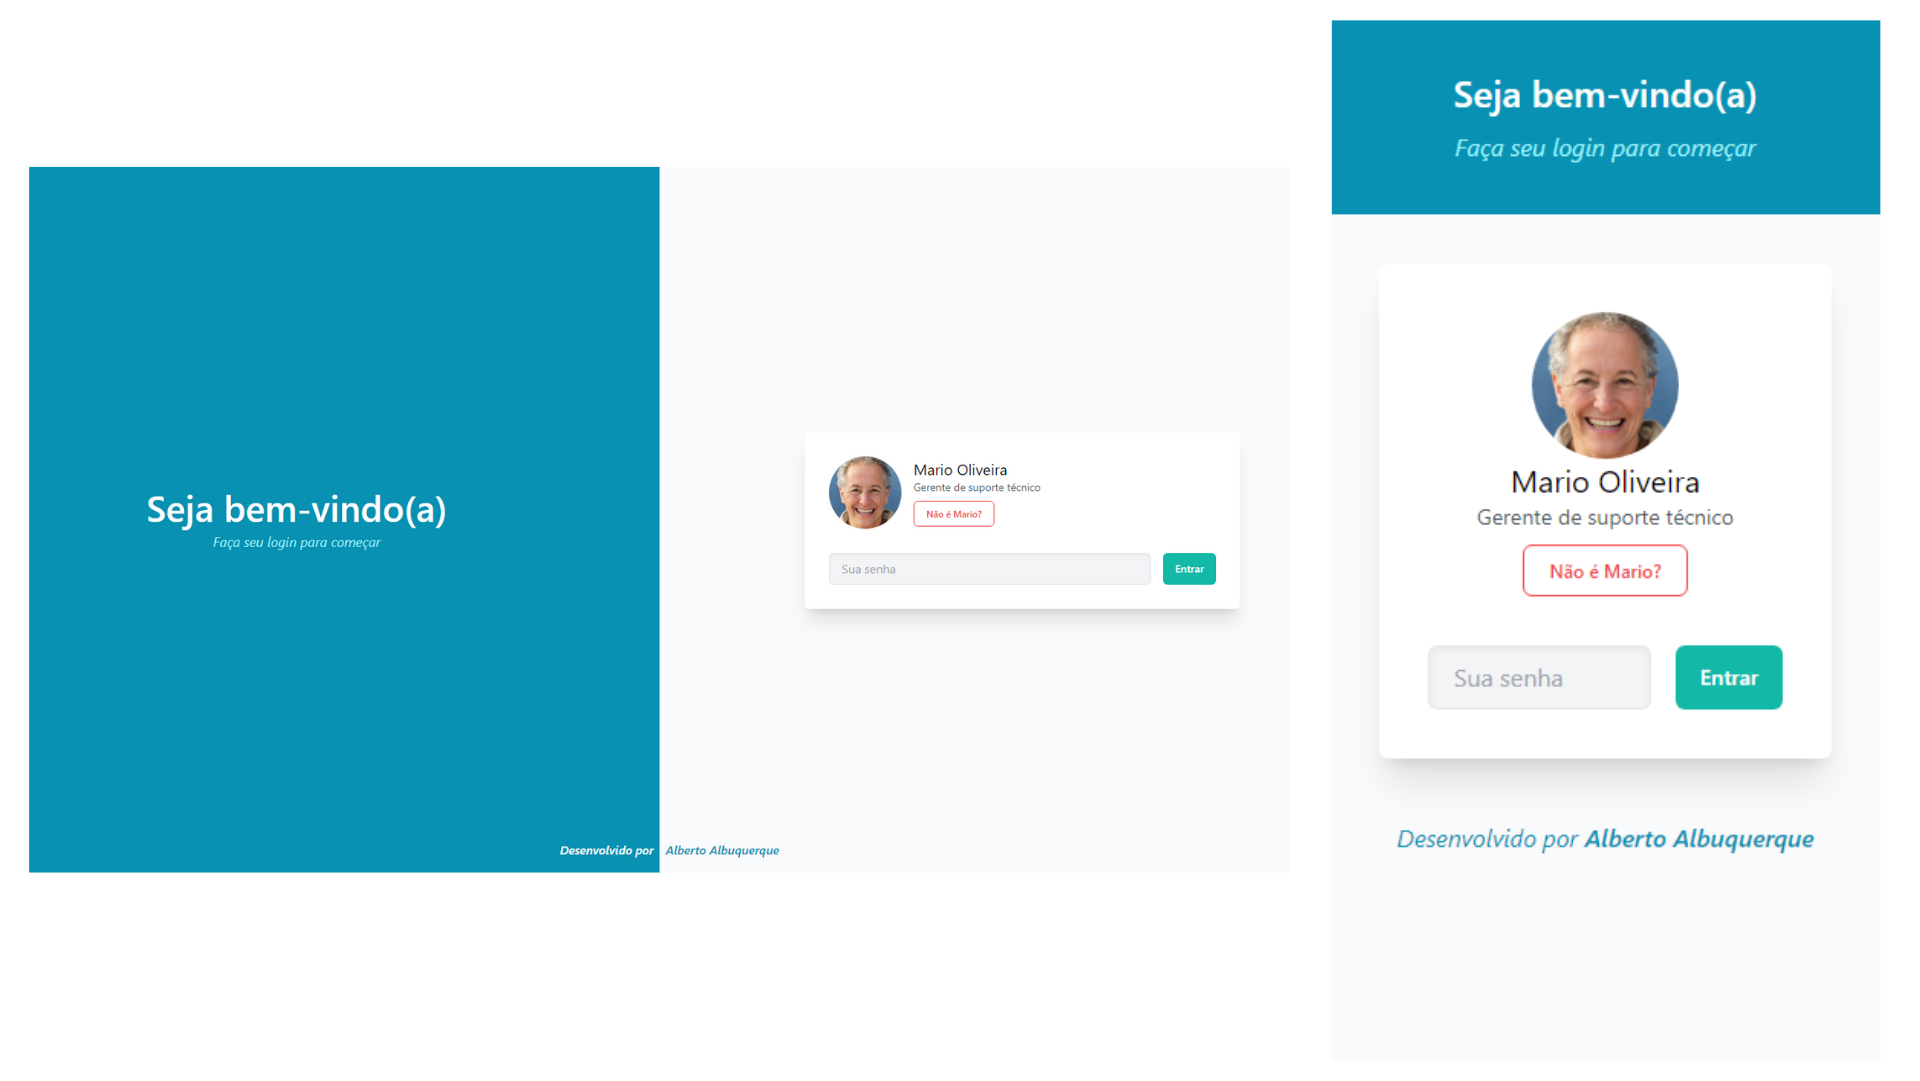 Seja bem-vindo(a)
Faça seu login para começar
Mario Oliveira
Gerente de suporte técnico
Não é Mario?
Sua senha
Entrar
Desenvolvido por Alberto Albuquerque
Seja bem-vindo(a)
Faça seu login para começar
Mario Oliveira
Gerente de suporte técnico
Não é Mario?
Sua senha
Entrar
Desenvolvido por Alberto Albuquerque